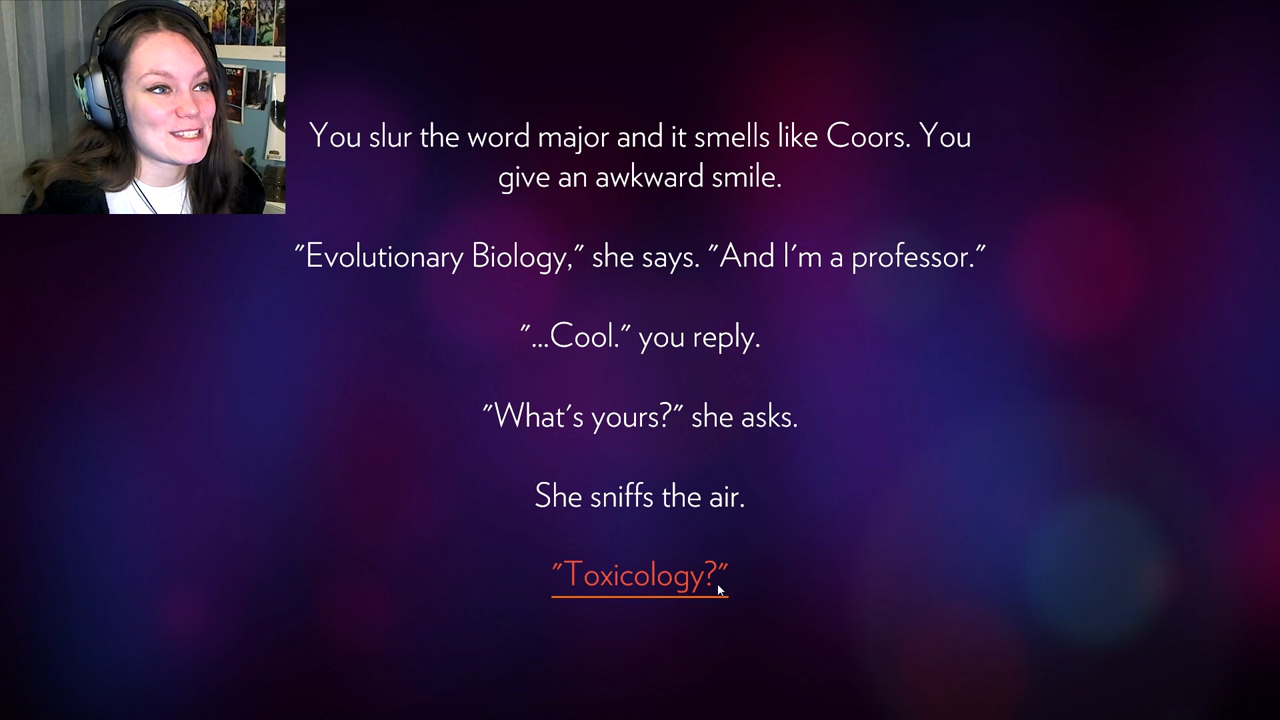 You slur the word major and it smells like Coors. You
give an awkward smile.
"Evolutionary Biology," she says. "And I'm a professor."
"...Cool." you reply.
"What's yours?" she asks.
She sniffs the air.
"Toxicology?"